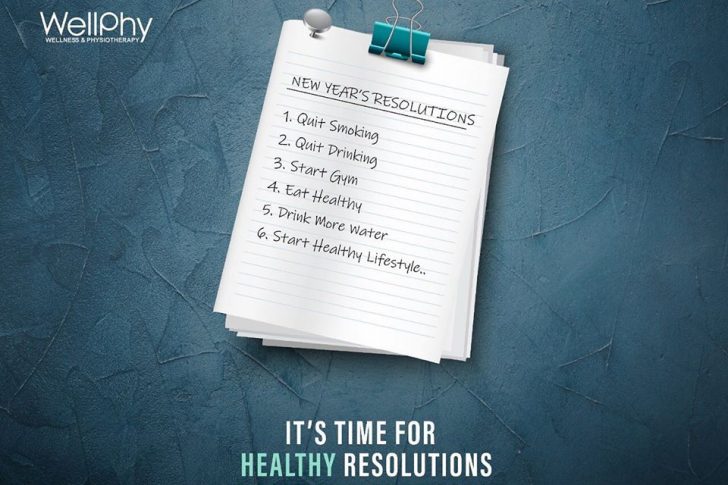 WellPhy
WELLNESS & PHYSIOTHERAPY
NEW YEAR'S RESOLUTIONS
1. Quit Smoking
2. Quit Drinking
3. Start Gym
4. Eat Healthy
5. Drink More Water
6. Start Healthy Lifestyle..
IT'S TIME FOR
HEALTHY RESOLUTIONS